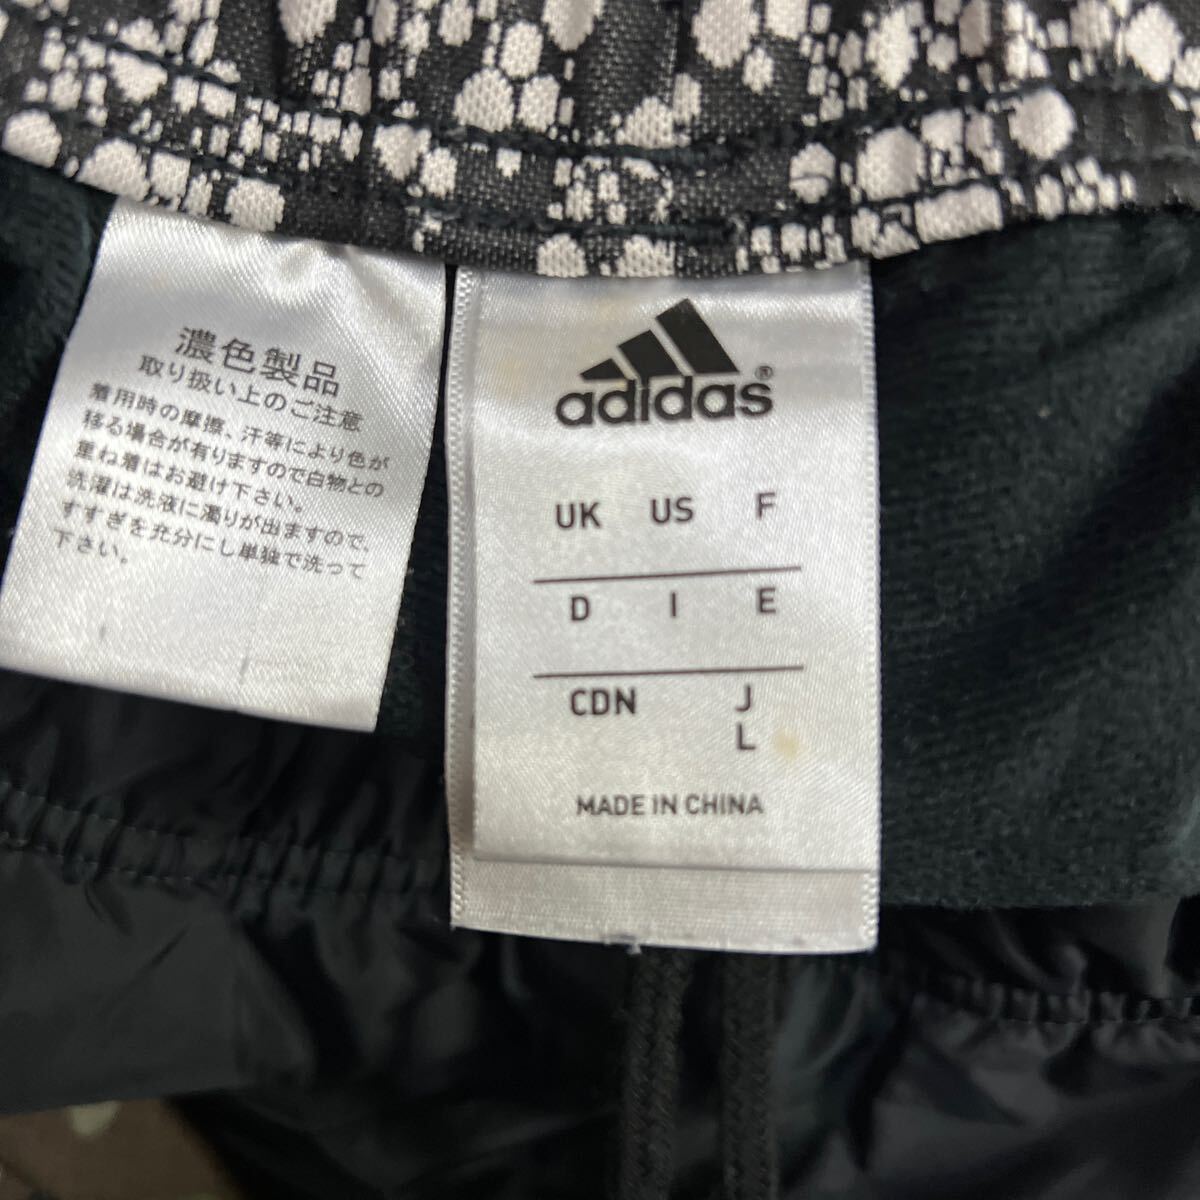 濃色製品
取り扱い上のご注意
着用時の摩擦、汗等により色が
移る場合が有りますので白物との
重ね着はお避け下さい。
洗濯は洗液に濁りが出ますので、
すすぎを充分にし単独で洗って
下さい。
adidas®
UK US F
D I E
CDN J
L
MADE IN CHINA